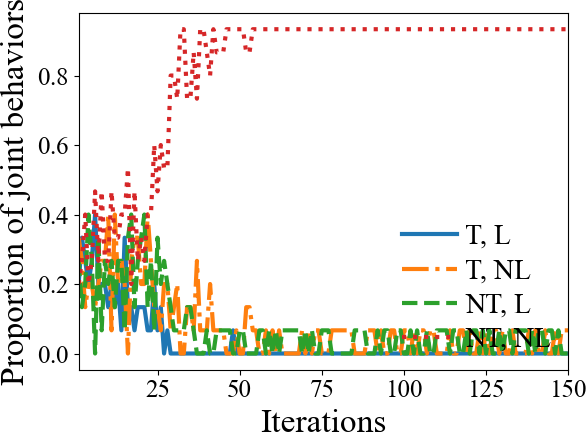 Proportion of joint behaviors
0.8
0.6
0.4
0.2
0.0
T, L
T, NL
NT, L
NT, NL
25 50 75 100 125 150
Iterations